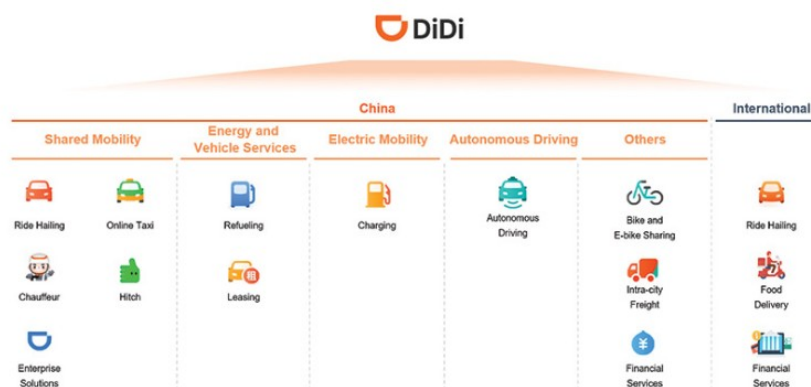 DiDi
China
International
Shared Mobility
Energy and
Vehicle Services
Electric Mobility
Autonomous Driving
Others
Ride Hailing
Online Taxi
Refueling
Charging
Autonomous
Driving
Bike and
E-bike Sharing
Ride Hailing
Chauffeur
Hitch
Leasing
Intra-city
Freight
Food
Delivery
Enterprise
Solutions
¥
Financial
Services
Financial
Services